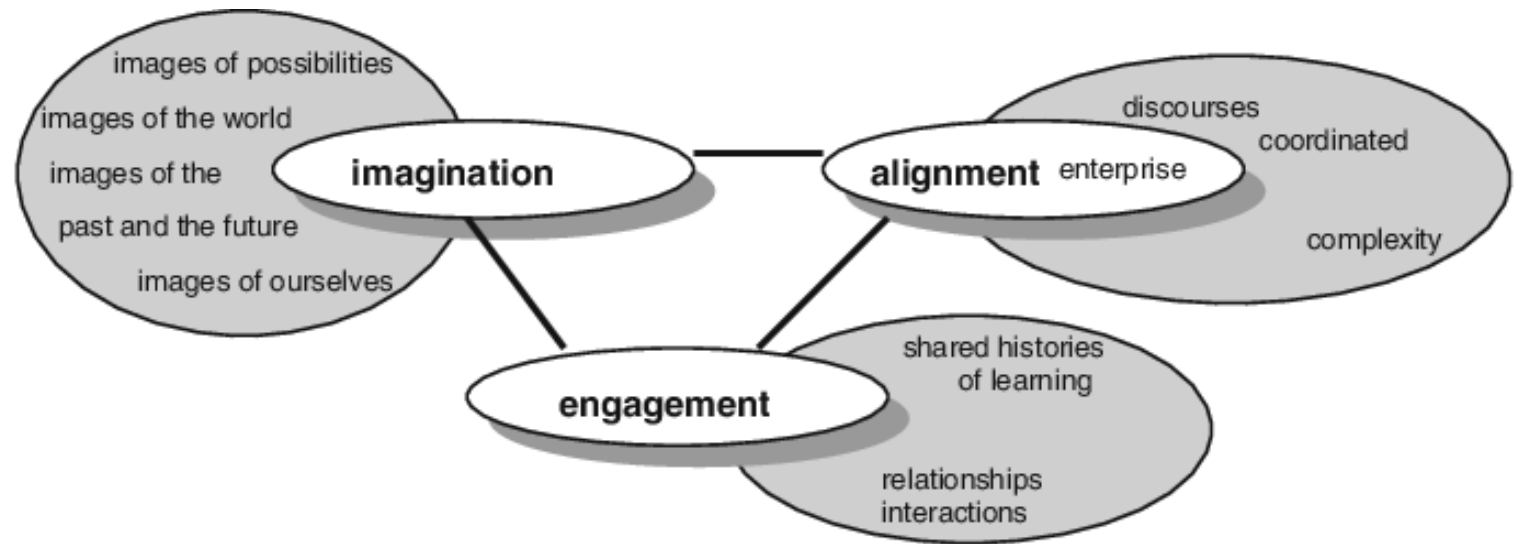 images of possibilities
images of the world
images of the
past and the future
images of ourselves
imagination
discourses
coordinated
alignment enterprise
complexity
engagement
shared histories
of learning
relationships
interactions